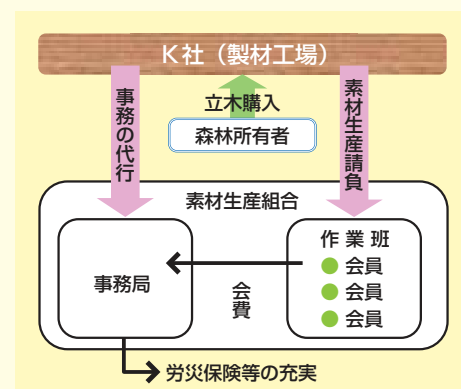 K社（製材工場）
事務の代行
立木購入
素材生産請負
森林所有者
素材生産組合
事務局
会費
作業班
会員
会員
会員
労災保険等の充実